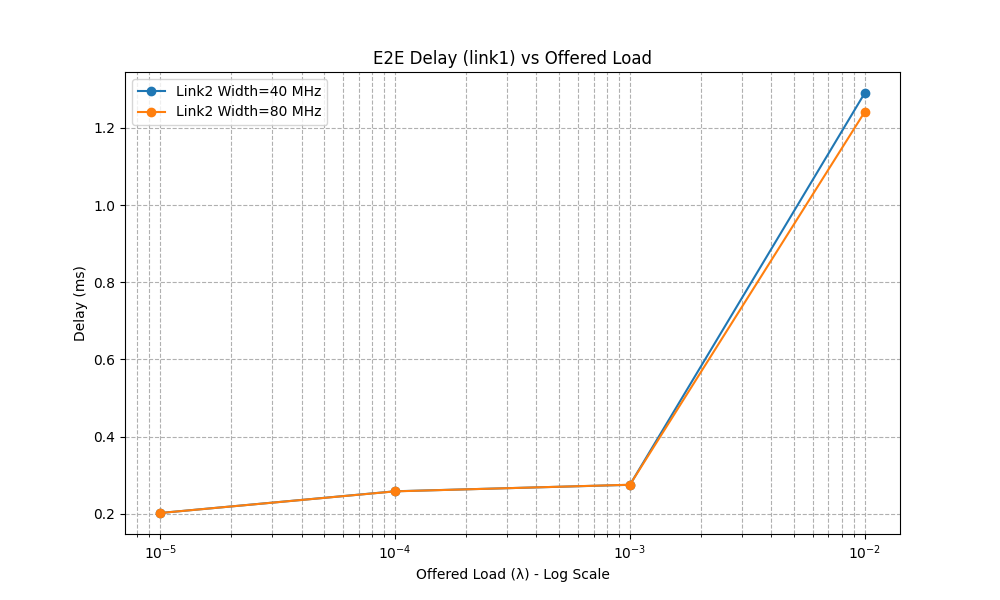 E2E Delay (link1) vs Offered Load
Link2 Width=40 MHz
Link2 Width=80 MHz
1.2
1.0
0.8
0.6
0.4
0.2
Delay (ms)
10⁻⁵ 10⁻⁴ 10⁻³ 10⁻²
Offered Load (λ) - Log Scale